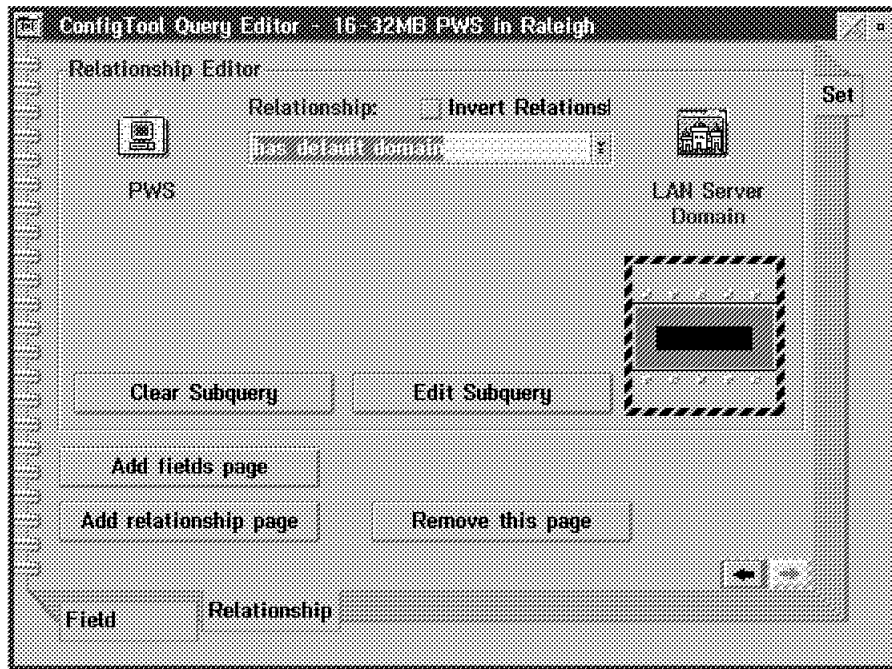 ConfigTool Query Editor - 16-32MB PWS in Raleigh
Relationship Editor
Set
Relationship: Invert Relations
has default domain
PWS
LAN Server
Domain
Clear Subquery Edit Subquery
Add fields page
Add relationship page Remove this page
Field Relationship